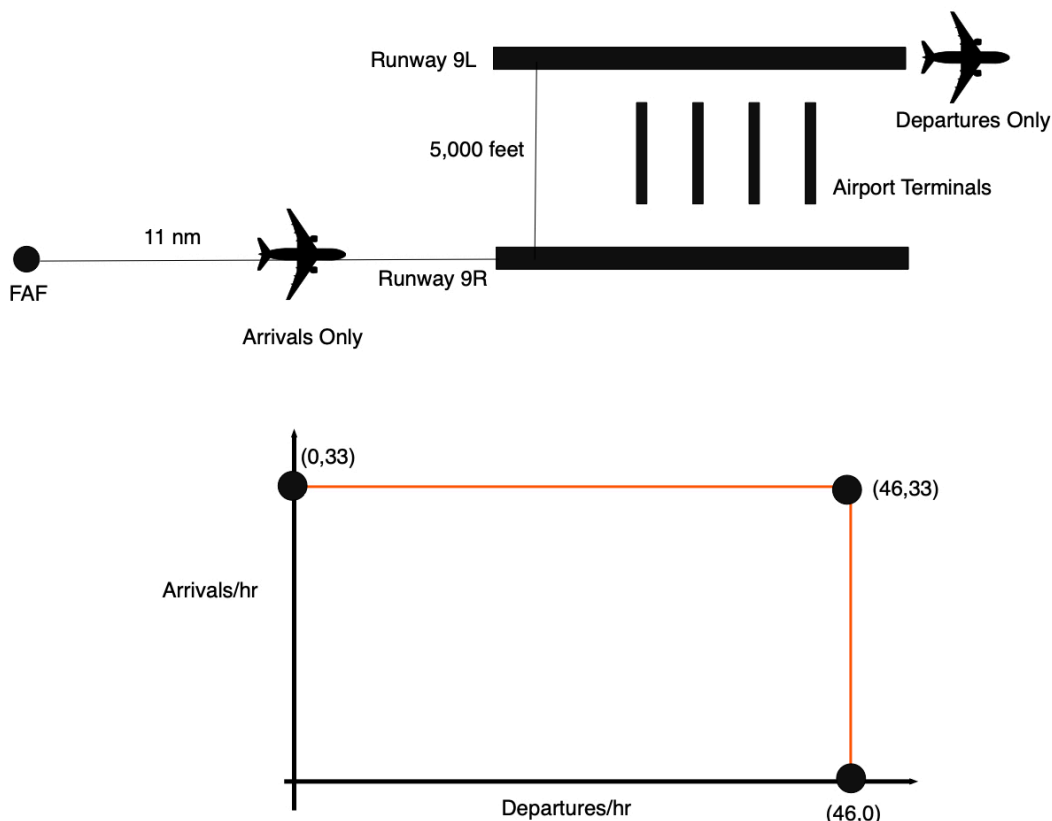 Runway 9L
Departures Only
5,000 feet
Airport Terminals
11 nm
Runway 9R
FAF
Arrivals Only
(0,33)
(46,33)
Arrivals/hr
Departures/hr
(46,0)